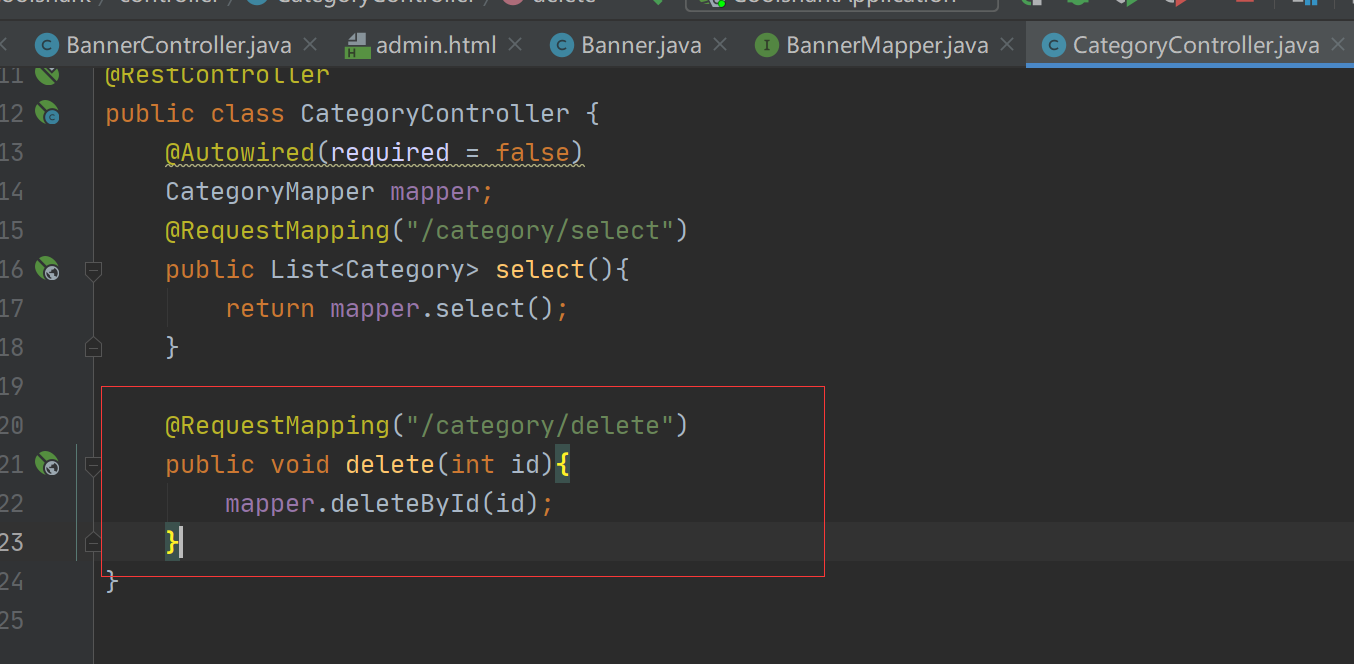 BannerController.java admin.html Banner.java BannerMapper.java CategoryController.java
11 @RestController
12 public class CategoryController {
13 @Autowired(required = false)
14 CategoryMapper mapper;
15 @RequestMapping("/category/select")
16 public List<Category> select(){
17 return mapper.select();
18 }
19
20 @RequestMapping("/category/delete")
21 public void delete(int id){
22 mapper.deleteById(id);
23 }
24 }
25